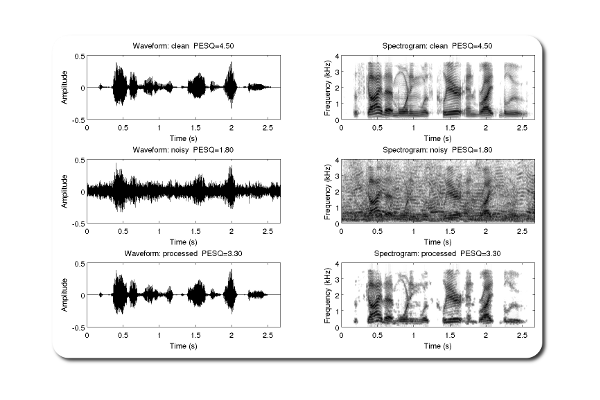 Waveform: clean PESQ=4.50
Spectrogram: clean PESQ=4.50
0.5
0
-0.5
Amplitude
0 0.5 1 1.5 2 2.5
Time (s)
4
3
2
1
0
Frequency (kHz)
0 0.5 1 1.5 2 2.5
Time (s)
Waveform: noisy PESQ=1.80
Spectrogram: noisy PESQ=1.80
0.5
0
-0.5
Amplitude
0 0.5 1 1.5 2 2.5
Time (s)
4
3
2
1
0
Frequency (kHz)
0 0.5 1 1.5 2 2.5
Time (s)
Waveform: processed PESQ=3.30
Spectrogram: processed PESQ=3.30
0.5
0
-0.5
Amplitude
0 0.5 1 1.5 2 2.5
Time (s)
4
3
2
1
0
Frequency (kHz)
0 0.5 1 1.5 2 2.5
Time (s)